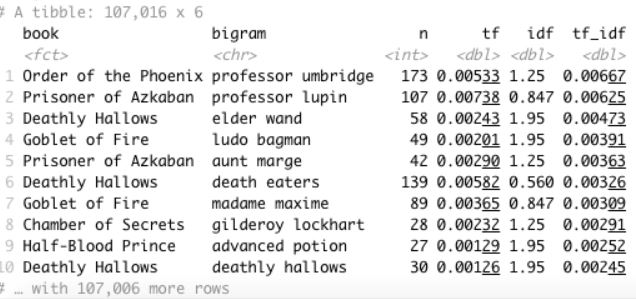 # A tibble: 107,016 x 6
book bigram n tf idf tf_idf
<fct> <chr> <int> <dbl> <dbl> <dbl>
1 Order of the Phoenix professor umbridge 173 0.00533 1.25 0.00667
2 Prisoner of Azkaban professor lupin 107 0.00738 0.847 0.00625
3 Deathly Hallows elder wand 58 0.00243 1.95 0.00473
4 Goblet of Fire ludo bagman 49 0.00201 1.95 0.00391
5 Prisoner of Azkaban aunt marge 42 0.00290 1.25 0.00363
6 Deathly Hallows death eaters 139 0.00582 0.560 0.00326
7 Goblet of Fire madame maxime 89 0.00365 0.847 0.00309
8 Chamber of Secrets gilderoy lockhart 28 0.00232 1.25 0.00291
9 Half-Blood Prince advanced potion 27 0.00129 1.95 0.00252
10 Deathly Hallows deathly hallows 30 0.00126 1.95 0.00245
# … with 107,006 more rows